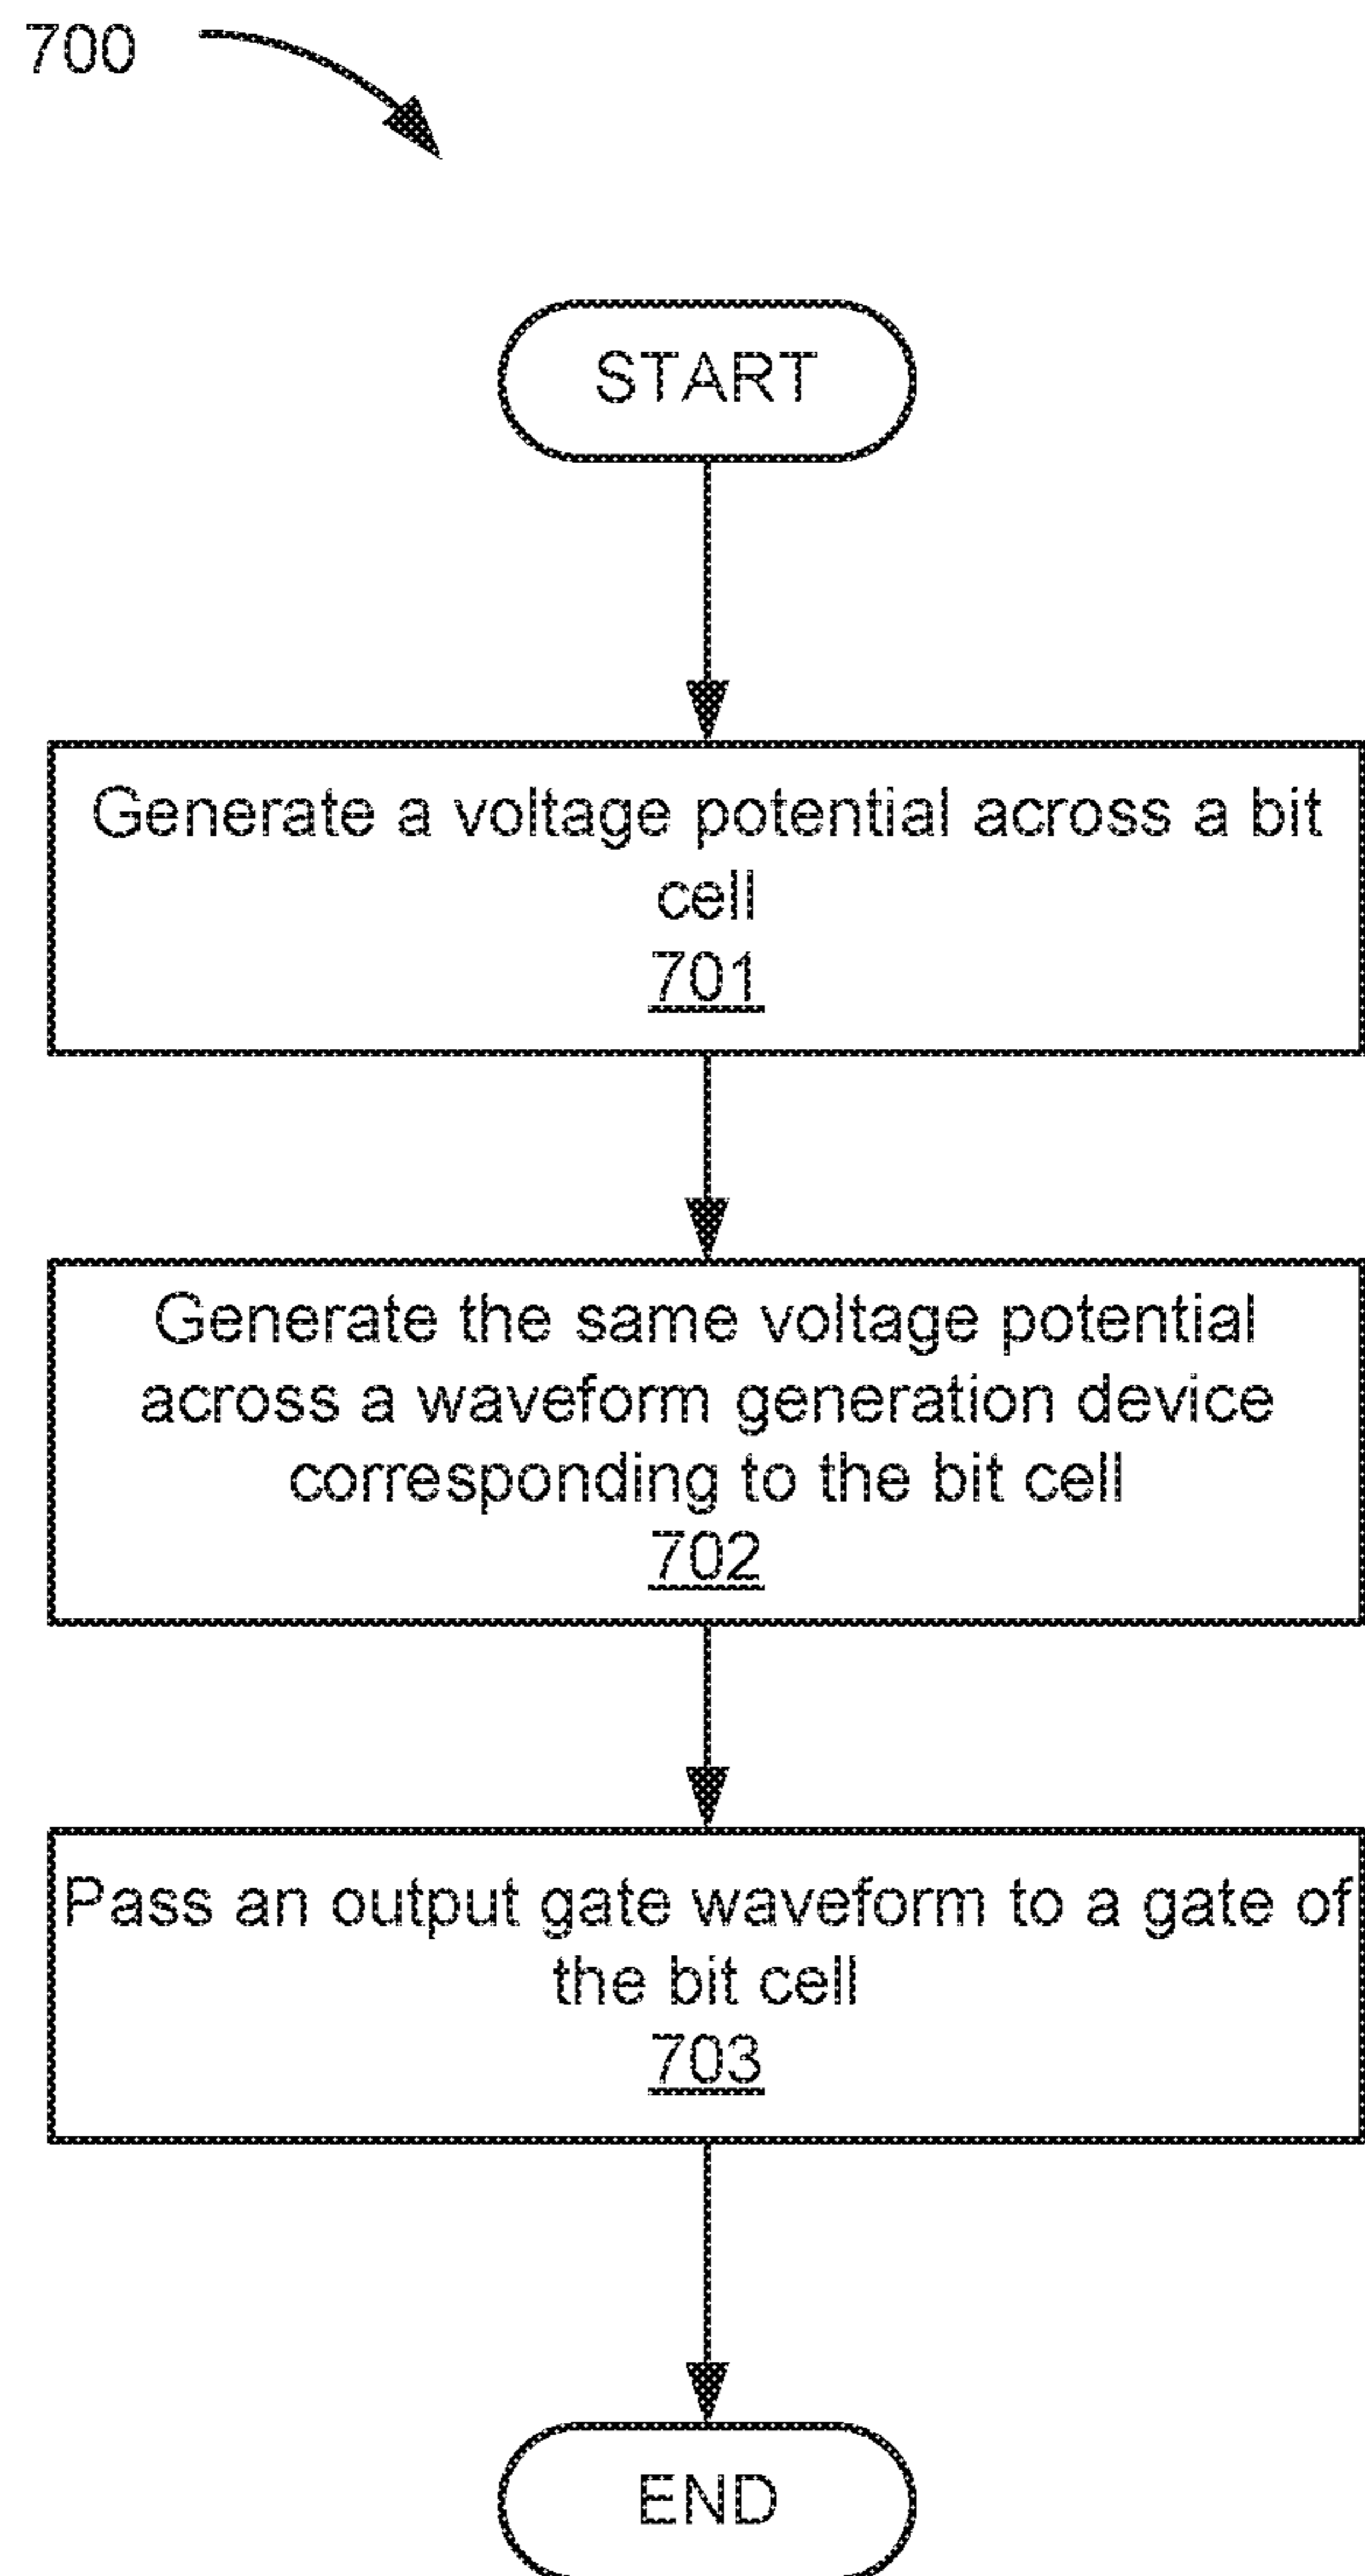 700
START
Generate a voltage potential across a bit
cell
701
Generate the same voltage potential
across a waveform generation device
corresponding to the bit cell
702
Pass an output gate waveform to a gate of
the bit cell
703
END